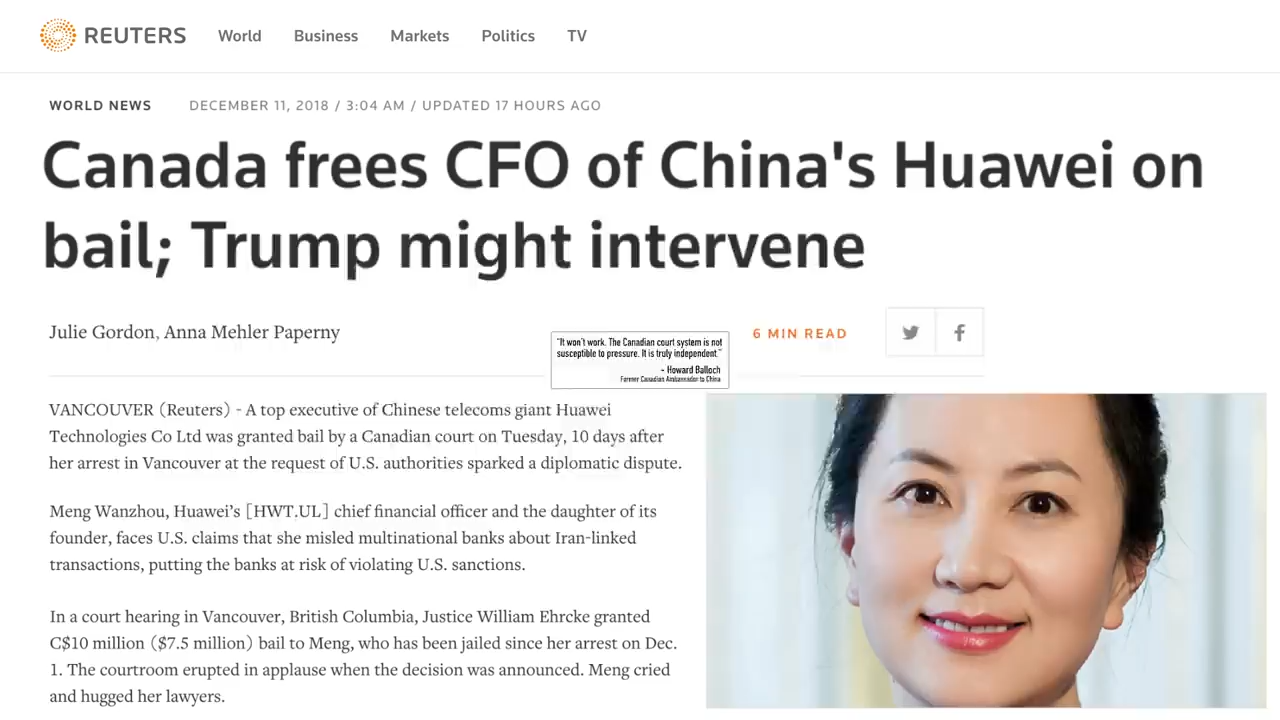 REUTERS World Business Markets Politics TV
WORLD NEWS DECEMBER 11, 2018 / 3:04 AM / UPDATED 17 HOURS AGO
Canada frees CFO of China's Huawei on
bail; Trump might intervene
Julie Gordon, Anna Mehler Paperny
"It won't work. The Canadian court system is not
susceptible to pressure. It is truly independent."
- Howard Balloch
Former Canadian Ambassador to China
6 MIN READ
VANCOUVER (Reuters) - A top executive of Chinese telecoms giant Huawei
Technologies Co Ltd was granted bail by a Canadian court on Tuesday, 10 days after
her arrest in Vancouver at the request of U.S. authorities sparked a diplomatic dispute.
Meng Wanzhou, Huawei’s [HWT.UL] chief financial officer and the daughter of its
founder, faces U.S. claims that she misled multinational banks about Iran-linked
transactions, putting the banks at risk of violating U.S. sanctions.
In a court hearing in Vancouver, British Columbia, Justice William Ehrcke granted
C$10 million ($7.5 million) bail to Meng, who has been jailed since her arrest on Dec.
1. The courtroom erupted in applause when the decision was announced. Meng cried
and hugged her lawyers.